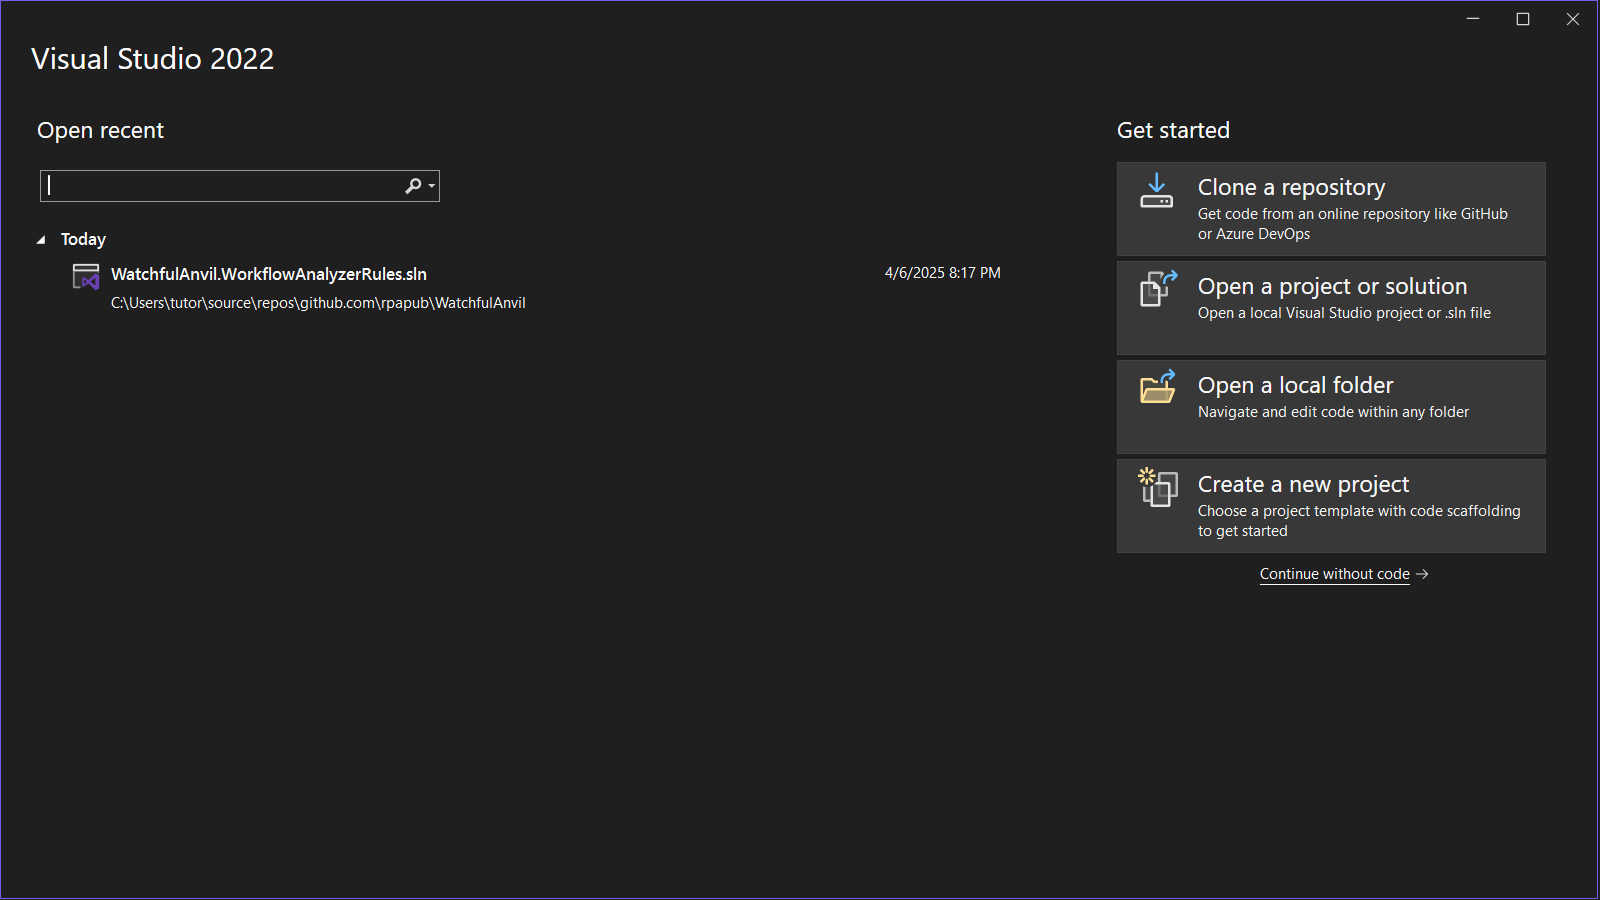 Visual Studio 2022
Open recent
Today
WatchfulAnvil.WorkflowAnalyzerRules.sln
4/6/2025 8:17 PM
C:\Users\tutor\source\repos\github.com\rpapub\WatchfulAnvil
Get started
Clone a repository
Get code from an online repository like GitHub
or Azure DevOps
Open a project or solution
Open a local Visual Studio project or .sln file
Open a local folder
Navigate and edit code within any folder
Create a new project
Choose a project template with code scaffolding
to get started
Continue without code →